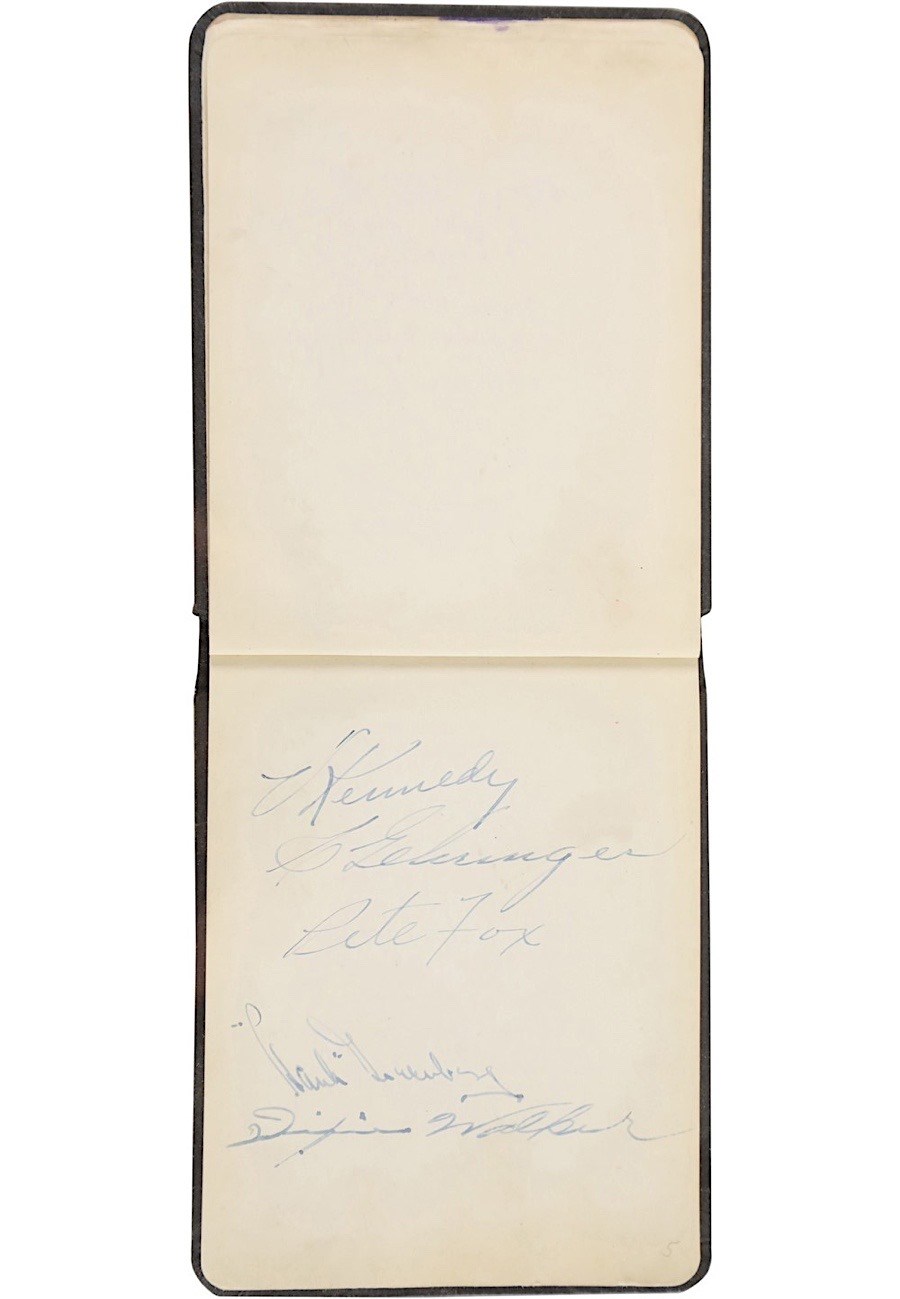 V Kennedy
C Gehringer
Pete Fox
"Hank" Greenberg
Dixie Walker
5